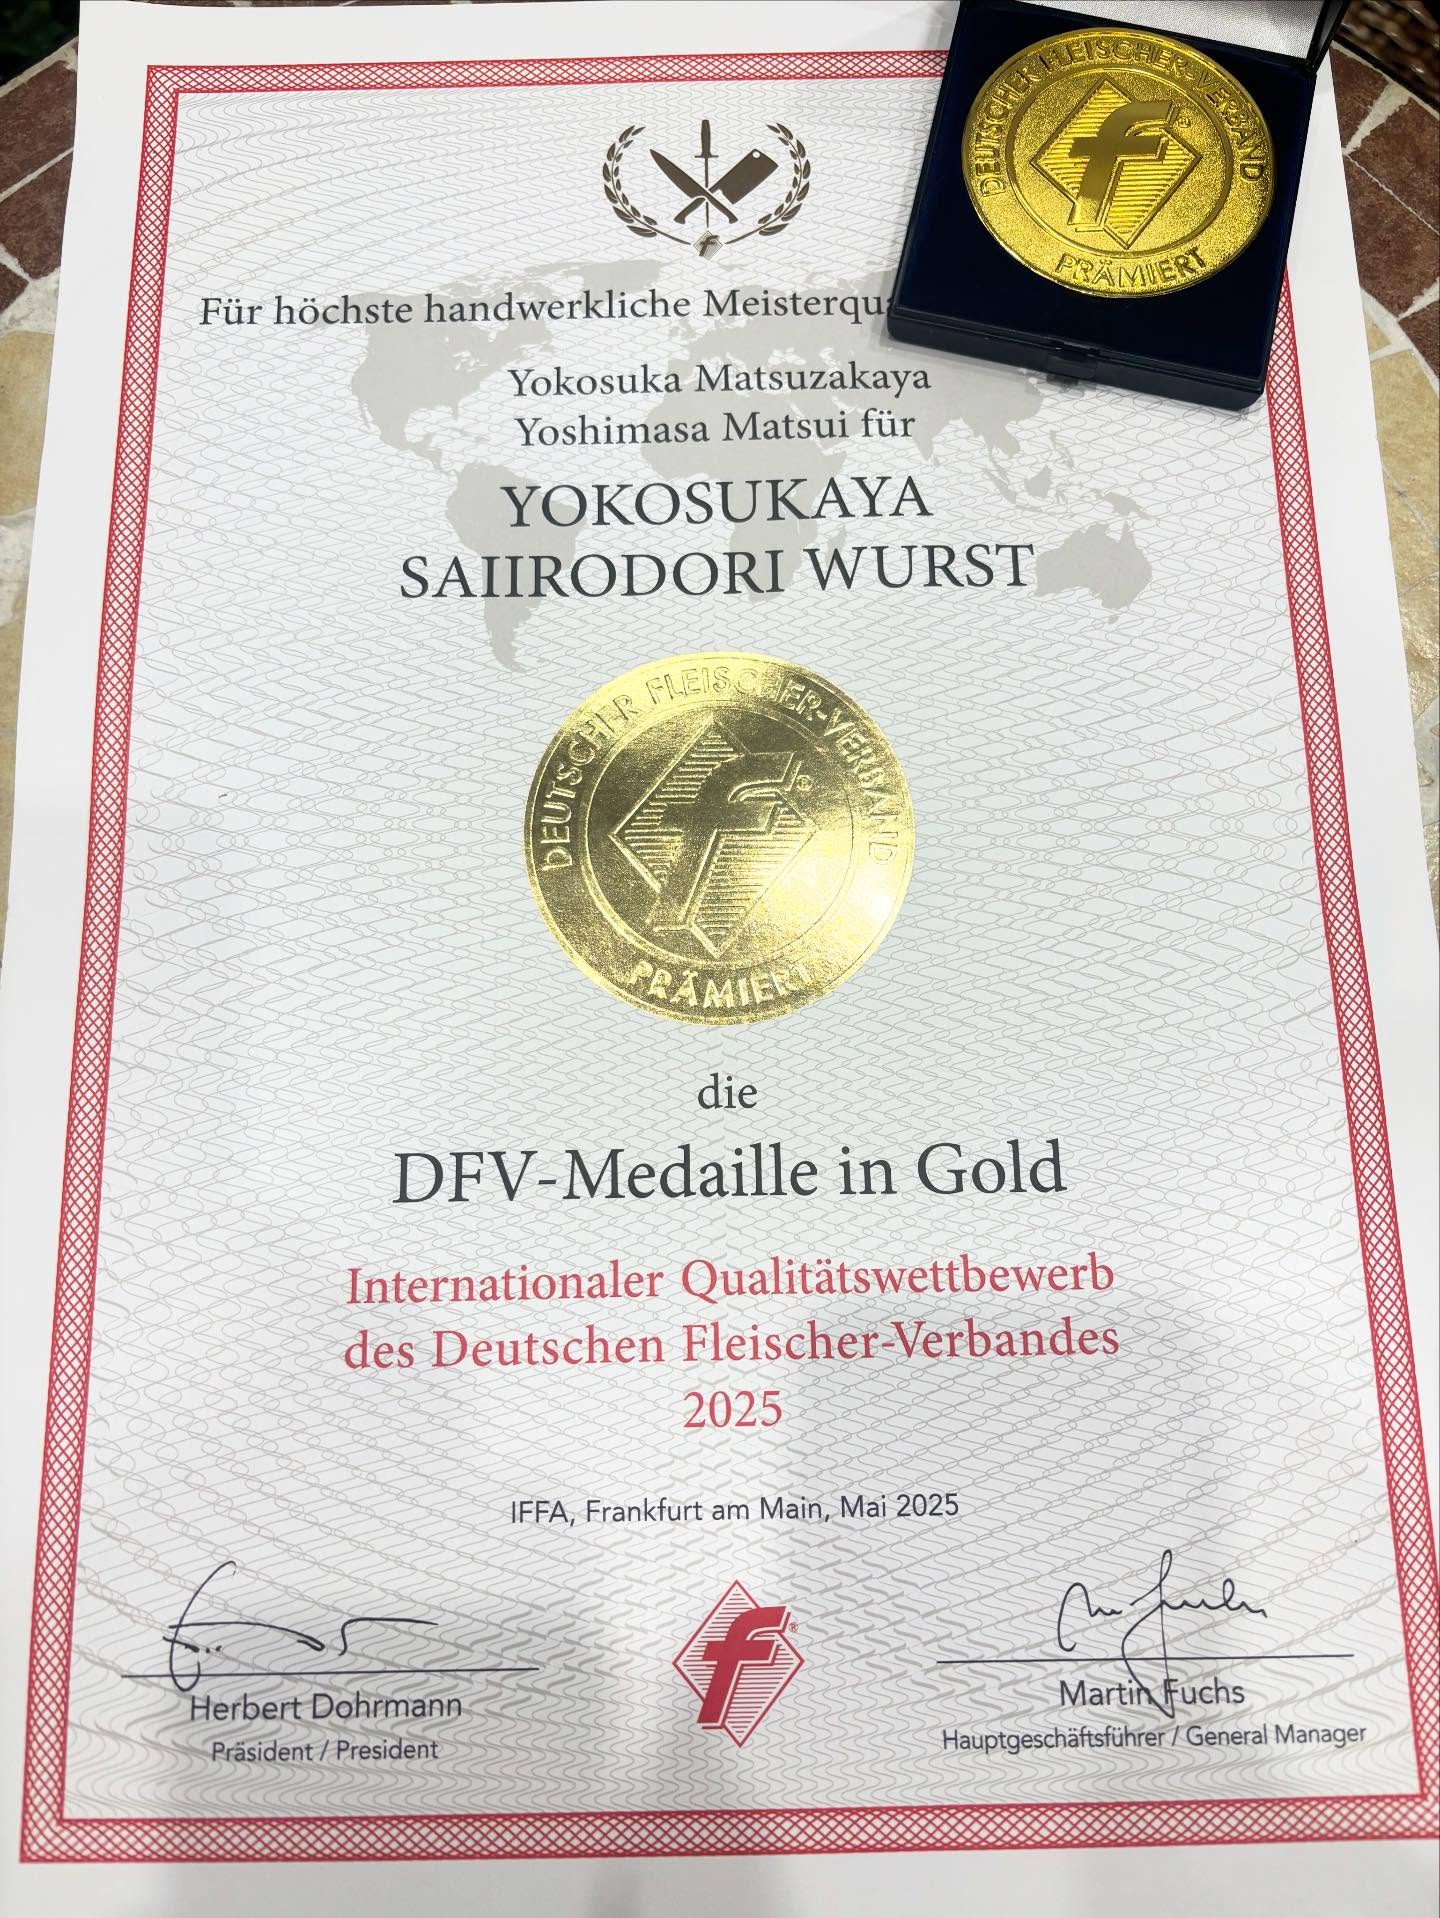 DEUTSCHER FLEISCHER-VERBAND
f®
PRÄMIERT
Für höchste handwerkliche
Yokosuka Matsuzakaya
Yoshimasa Matsui für
YOKOSUKAYA
SAIIRODORI WURST
DEUTSCHER FLEISCHER-VERBAND
f®
PRÄMIERT
die
DFV-Medaille in Gold
Internationaler Qualitätswettbewerb
des Deutschen Fleischer-Verbandes
2025
IFFA, Frankfurt am Main, Mai 2025
f®
Herbert Dohrmann
Präsident / President
Martin Fuchs
Hauptgeschäftsführer / General Manager